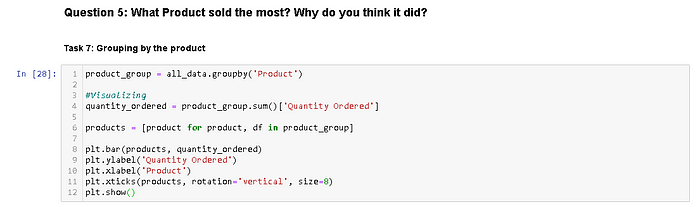 Question 5: What Product sold the most? Why do you think it did?
Task 7: Grouping by the product
In [28]:
1 product_group = all_data.groupby('Product')
2
3 #Visualizing
4 quantity_ordered = product_group.sum()['Quantity Ordered']
5
6 products = [product for product, df in product_group]
7
8 plt.bar(products, quantity_ordered)
9 plt.ylabel('Quantity Ordered')
10 plt.xlabel('Product')
11 plt.xticks(products, rotation='vertical', size=8)
12 plt.show()